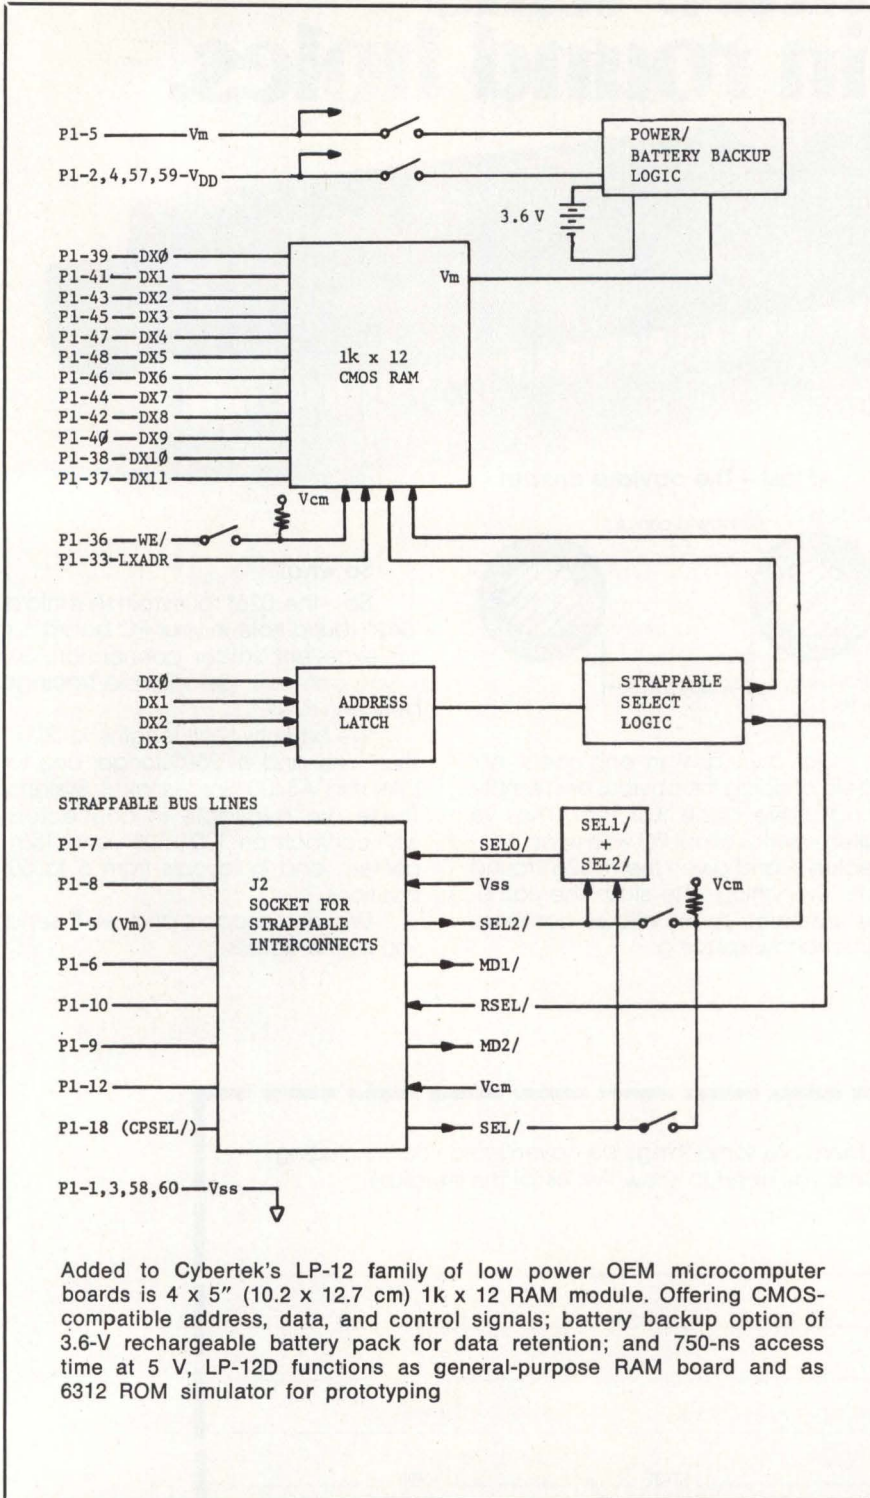 P1-5 Vm
P1-2,4,57,59-VDD
POWER/
BATTERY BACKUP
LOGIC
3.6 V
P1-39 DXØ
P1-41 DX1
P1-43 DX2
P1-45 DX3
P1-47 DX4
P1-48 DX5
P1-46 DX6
P1-44 DX7
P1-42 DX8
P1-4Ø DX9
P1-38 DX1Ø
P1-37 DX11
Vm
1k x 12
CMOS RAM
Vcm
P1-36 WE/
P1-33-LXADR
DXØ
DX1
DX2
DX3
ADDRESS
LATCH
STRAPPABLE
SELECT
LOGIC
STRAPPABLE BUS LINES
P1-7
P1-8
P1-5 (Vm)
P1-6
P1-10
P1-9
P1-12
P1-18 (CPSEL/)
J2
SOCKET FOR
STRAPPABLE
INTERCONNECTS
SEL0/
Vss
SEL2/
MD1/
RSEL/
MD2/
Vcm
SEL/
SEL1/
+
SEL2/
Vcm
P1-1,3,58,60 Vss
Added to Cybertek's LP-12 family of low power OEM microcomputer
boards is 4 x 5″ (10.2 x 12.7 cm) 1k x 12 RAM module. Offering CMOS-
compatible address, data, and control signals; battery backup option of
3.6-V rechargeable battery pack for data retention; and 750-ns access
time at 5 V, LP-12D functions as general-purpose RAM board and as
6312 ROM simulator for prototyping